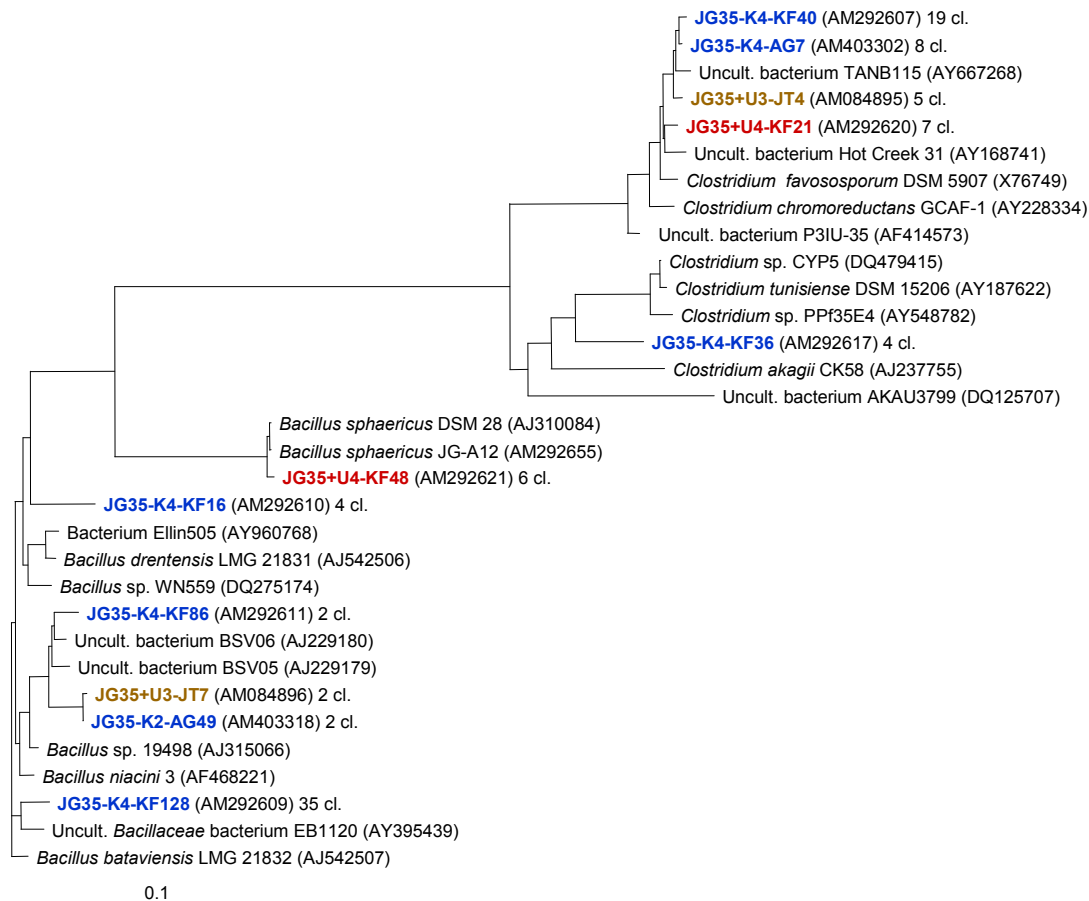 JG35-K4-KF40 (AM292607) 19 cl.
JG35-K4-AG7 (AM403302) 8 cl.
Uncult. bacterium TANB115 (AY667268)
JG35+U3-JT4 (AM084895) 5 cl.
JG35+U4-KF21 (AM292620) 7 cl.
Uncult. bacterium Hot Creek 31 (AY168741)
Clostridium favososporum DSM 5907 (X76749)
Clostridium chromoreductans GCAF-1 (AY228334)
Uncult. bacterium P3IU-35 (AF414573)
Clostridium sp. CYP5 (DQ479415)
Clostridium tunisiense DSM 15206 (AY187622)
Clostridium sp. PPf35E4 (AY548782)
JG35-K4-KF36 (AM292617) 4 cl.
Clostridium akagii CK58 (AJ237755)
Uncult. bacterium AKAU3799 (DQ125707)
Bacillus sphaericus DSM 28 (AJ310084)
Bacillus sphaericus JG-A12 (AM292655)
JG35+U4-KF48 (AM292621) 6 cl.
JG35-K4-KF16 (AM292610) 4 cl.
Bacterium Ellin505 (AY960768)
Bacillus drentensis LMG 21831 (AJ542506)
Bacillus sp. WN559 (DQ275174)
JG35-K4-KF86 (AM292611) 2 cl.
Uncult. bacterium BSV06 (AJ229180)
Uncult. bacterium BSV05 (AJ229179)
JG35+U3-JT7 (AM084896) 2 cl.
JG35-K2-AG49 (AM403318) 2 cl.
Bacillus sp. 19498 (AJ315066)
Bacillus niacini 3 (AF468221)
JG35-K4-KF128 (AM292609) 35 cl.
Uncult. Bacillaceae bacterium EB1120 (AY395439)
Bacillus bataviensis LMG 21832 (AJ542507)
0.1